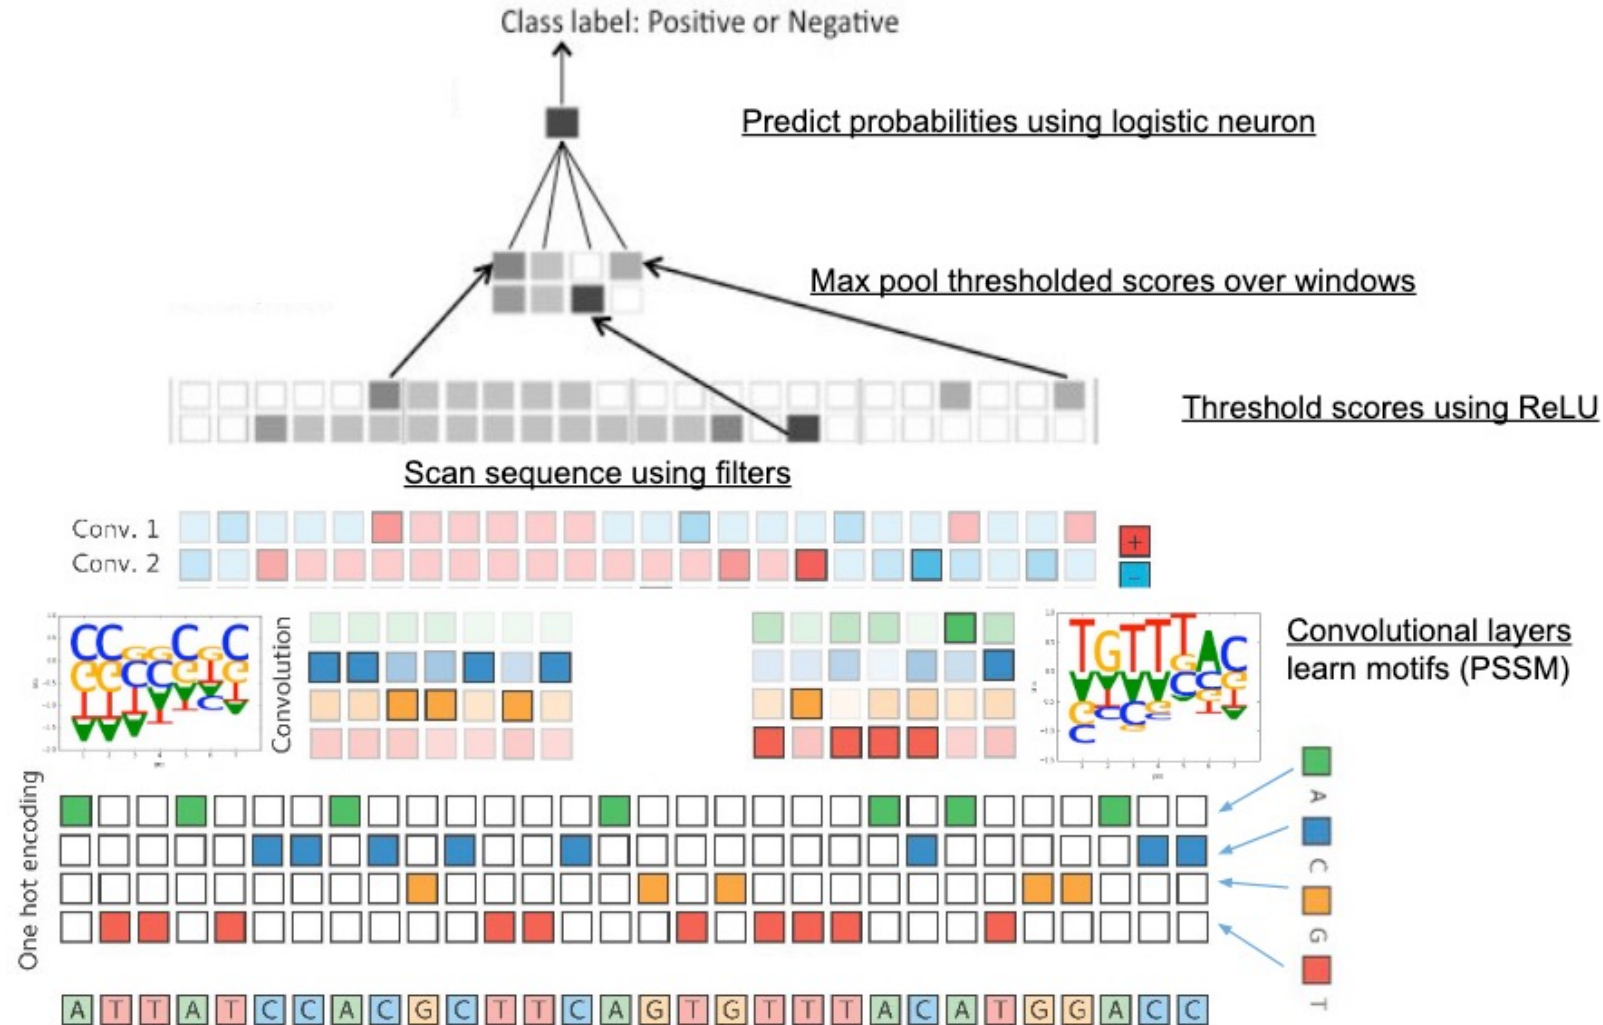 Class label: Positive or Negative
Predict probabilities using logistic neuron
Max pool thresholded scores over windows
Threshold scores using ReLU
Scan sequence using filters
Conv. 1
Conv. 2
+
−
Convolution
Convolutional layers
learn motifs (PSSM)
One hot encoding
A
C
G
T
A T T A T C C A C G C T T C A G T G T T T A C A T G G A C C